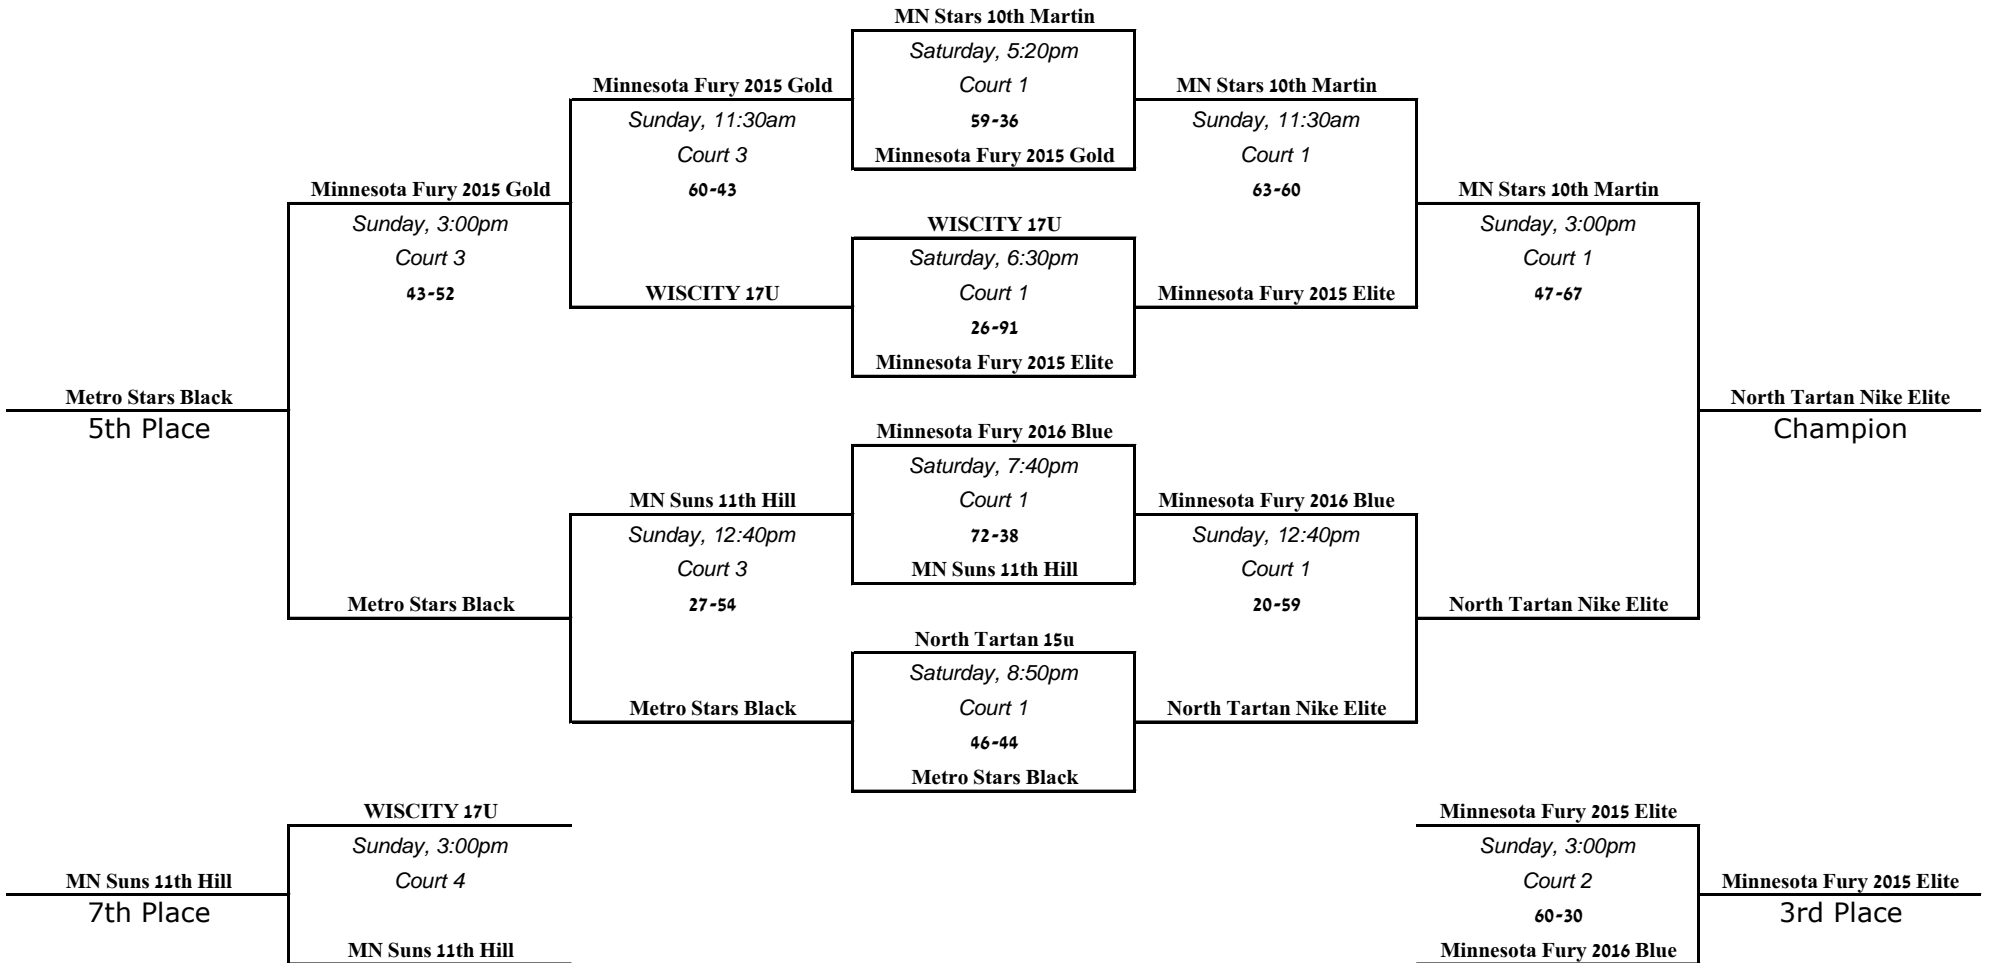 MN Stars 10th Martin
Saturday, 5:20pm
Minnesota Fury 2015 Gold
Court 1
MN Stars 10th Martin
Sunday, 11:30am
59-36
Sunday, 11:30am
Court 3
Minnesota Fury 2015 Gold
Court 1
Minnesota Fury 2015 Gold
60-43
63-60
MN Stars 10th Martin
Sunday, 3:00pm
WISCITY 17U
Sunday, 3:00pm
Court 3
Saturday, 6:30pm
Court 1
43-52
WISCITY 17U
Court 1
Minnesota Fury 2015 Elite
47-67
26-91
Minnesota Fury 2015 Elite
Metro Stars Black
North Tartan Nike Elite
5th Place
Minnesota Fury 2016 Blue
Champion
Saturday, 7:40pm
MN Suns 11th Hill
Court 1
Minnesota Fury 2016 Blue
Sunday, 12:40pm
72-38
Sunday, 12:40pm
Court 3
MN Suns 11th Hill
Court 1
Metro Stars Black
27-54
20-59
North Tartan Nike Elite
North Tartan 15u
Saturday, 8:50pm
Metro Stars Black
Court 1
North Tartan Nike Elite
46-44
Metro Stars Black
WISCITY 17U
Minnesota Fury 2015 Elite
Sunday, 3:00pm
Sunday, 3:00pm
MN Suns 11th Hill
Court 4
Court 2
Minnesota Fury 2015 Elite
7th Place
60-30
3rd Place
MN Suns 11th Hill
Minnesota Fury 2016 Blue